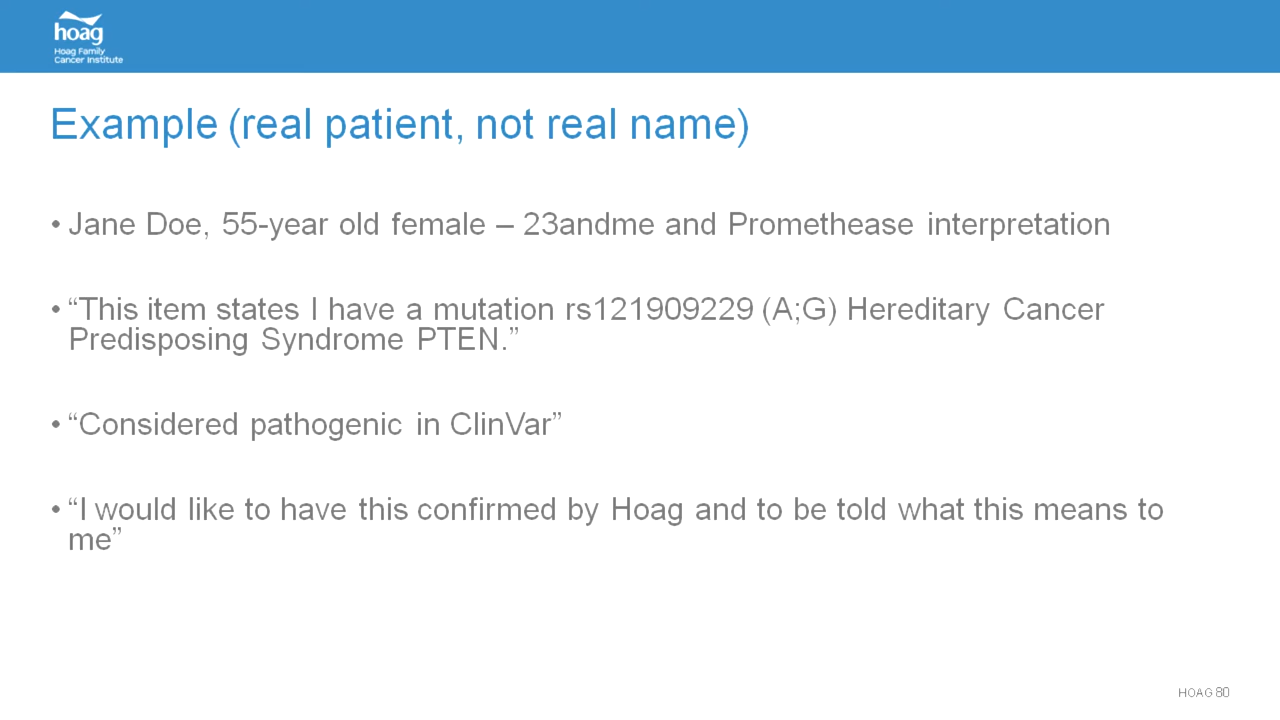 hoag
Hoag Family
Cancer Institute
Example (real patient, not real name)
• Jane Doe, 55-year old female – 23andme and Promethease interpretation
• “This item states I have a mutation rs121909229 (A;G) Hereditary Cancer
Predisposing Syndrome PTEN.”
• “Considered pathogenic in ClinVar”
• “I would like to have this confirmed by Hoag and to be told what this means to
me”
HOAG 80